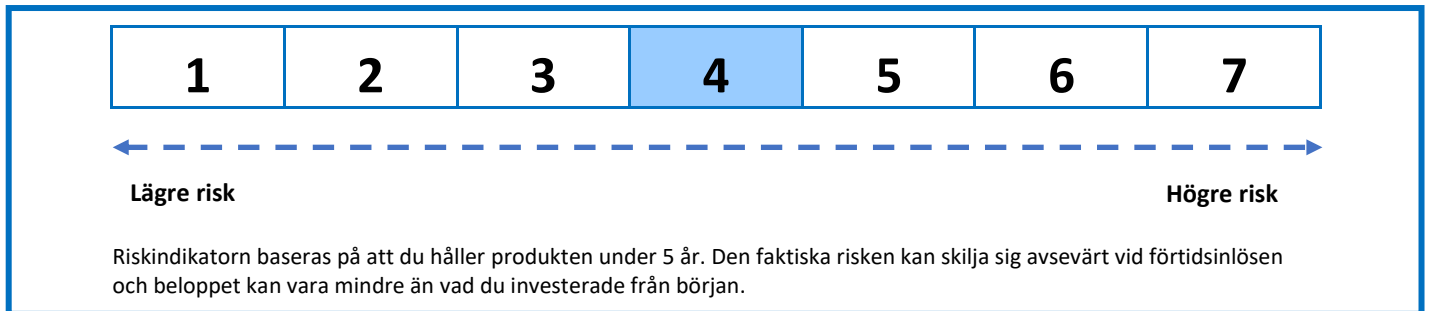 1 2 3 4 5 6 7
Lägre risk Högre risk
Riskindikatorn baseras på att du håller produkten under 5 år. Den faktiska risken kan skilja sig avsevärt vid förtidsinlösen
och beloppet kan vara mindre än vad du investerade från början.